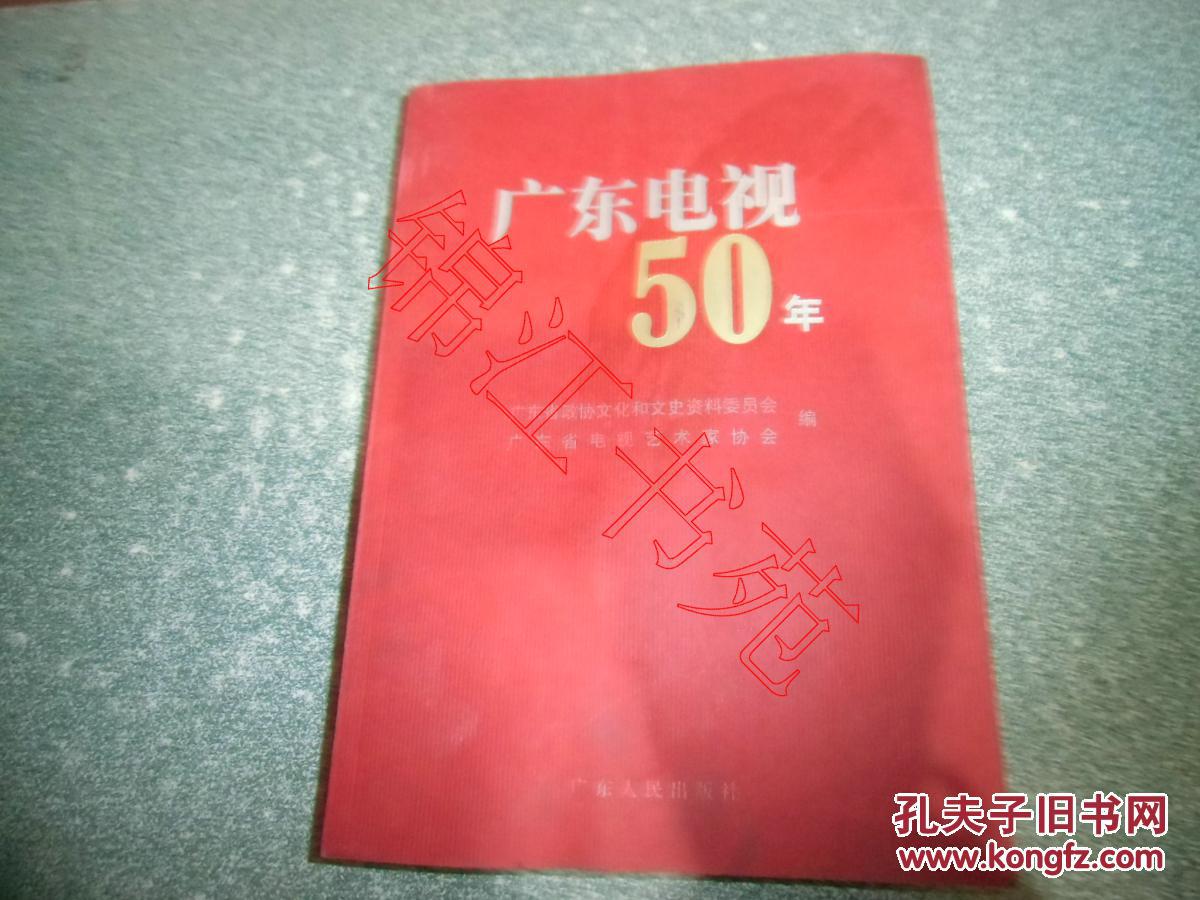 广东电视
50年
广东省政协文化和文史资料委员会
广东省电视艺术家协会
编
锦江书苑
广东人民出版社
孔夫子旧书网
www.kongfz.com